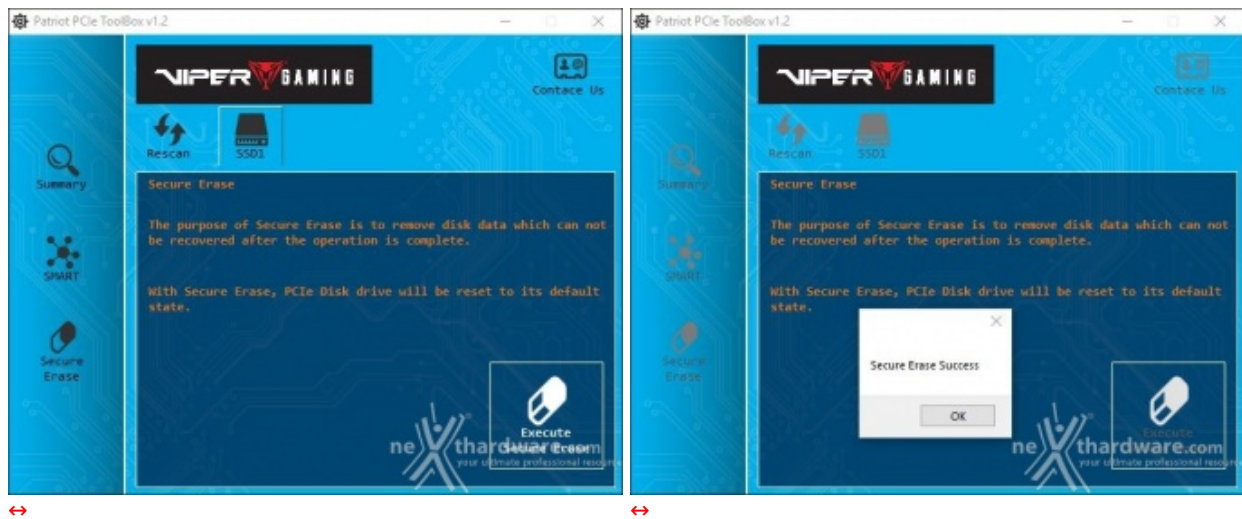 Patriot PCIe ToolBox v1.2
VIPER GAMING
Contace Us
Rescan
SSD1
Summary
SMART
Secure
Erase
Secure Erase
The purpose of Secure Erase is to remove disk data which can not
be recovered after the operation is complete.
With Secure Erase, PCIe Disk drive will be reset to its default
state.
Execute
Secure Erase
nexthardware.com
your ultimate professional resource
Patriot PCIe ToolBox v1.2
VIPER GAMING
Contace Us
Rescan
SSD1
Summary
SMART
Secure
Erase
Secure Erase
The purpose of Secure Erase is to remove disk data which can not
be recovered after the operation is complete.
With Secure Erase, PCIe Disk drive will be reset to its default
state.
Secure Erase Success
OK
Execute
nexthardware.com
your ultimate professional resource